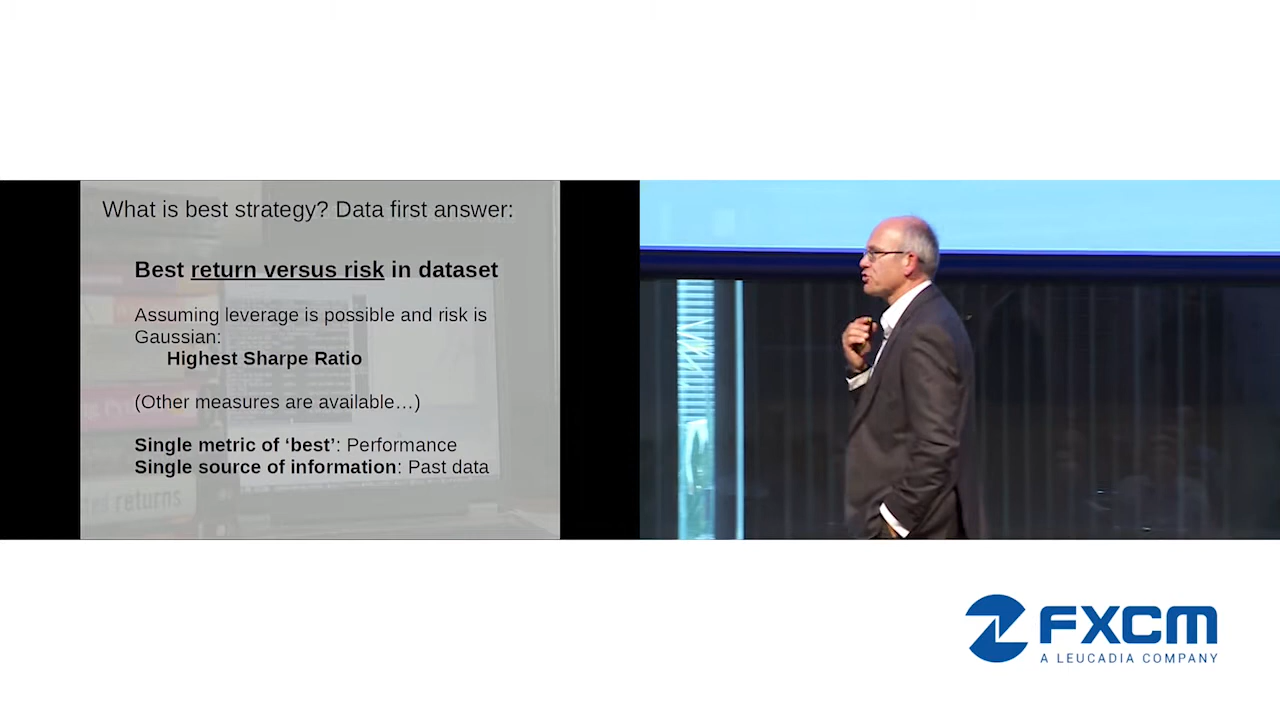 What is best strategy? Data first answer:
Best return versus risk in dataset
Assuming leverage is possible and risk is
Gaussian:
Highest Sharpe Ratio
(Other measures are available…)
Single metric of ‘best’: Performance
Single source of information: Past data
returns
FXCM
A LEUCADIA COMPANY